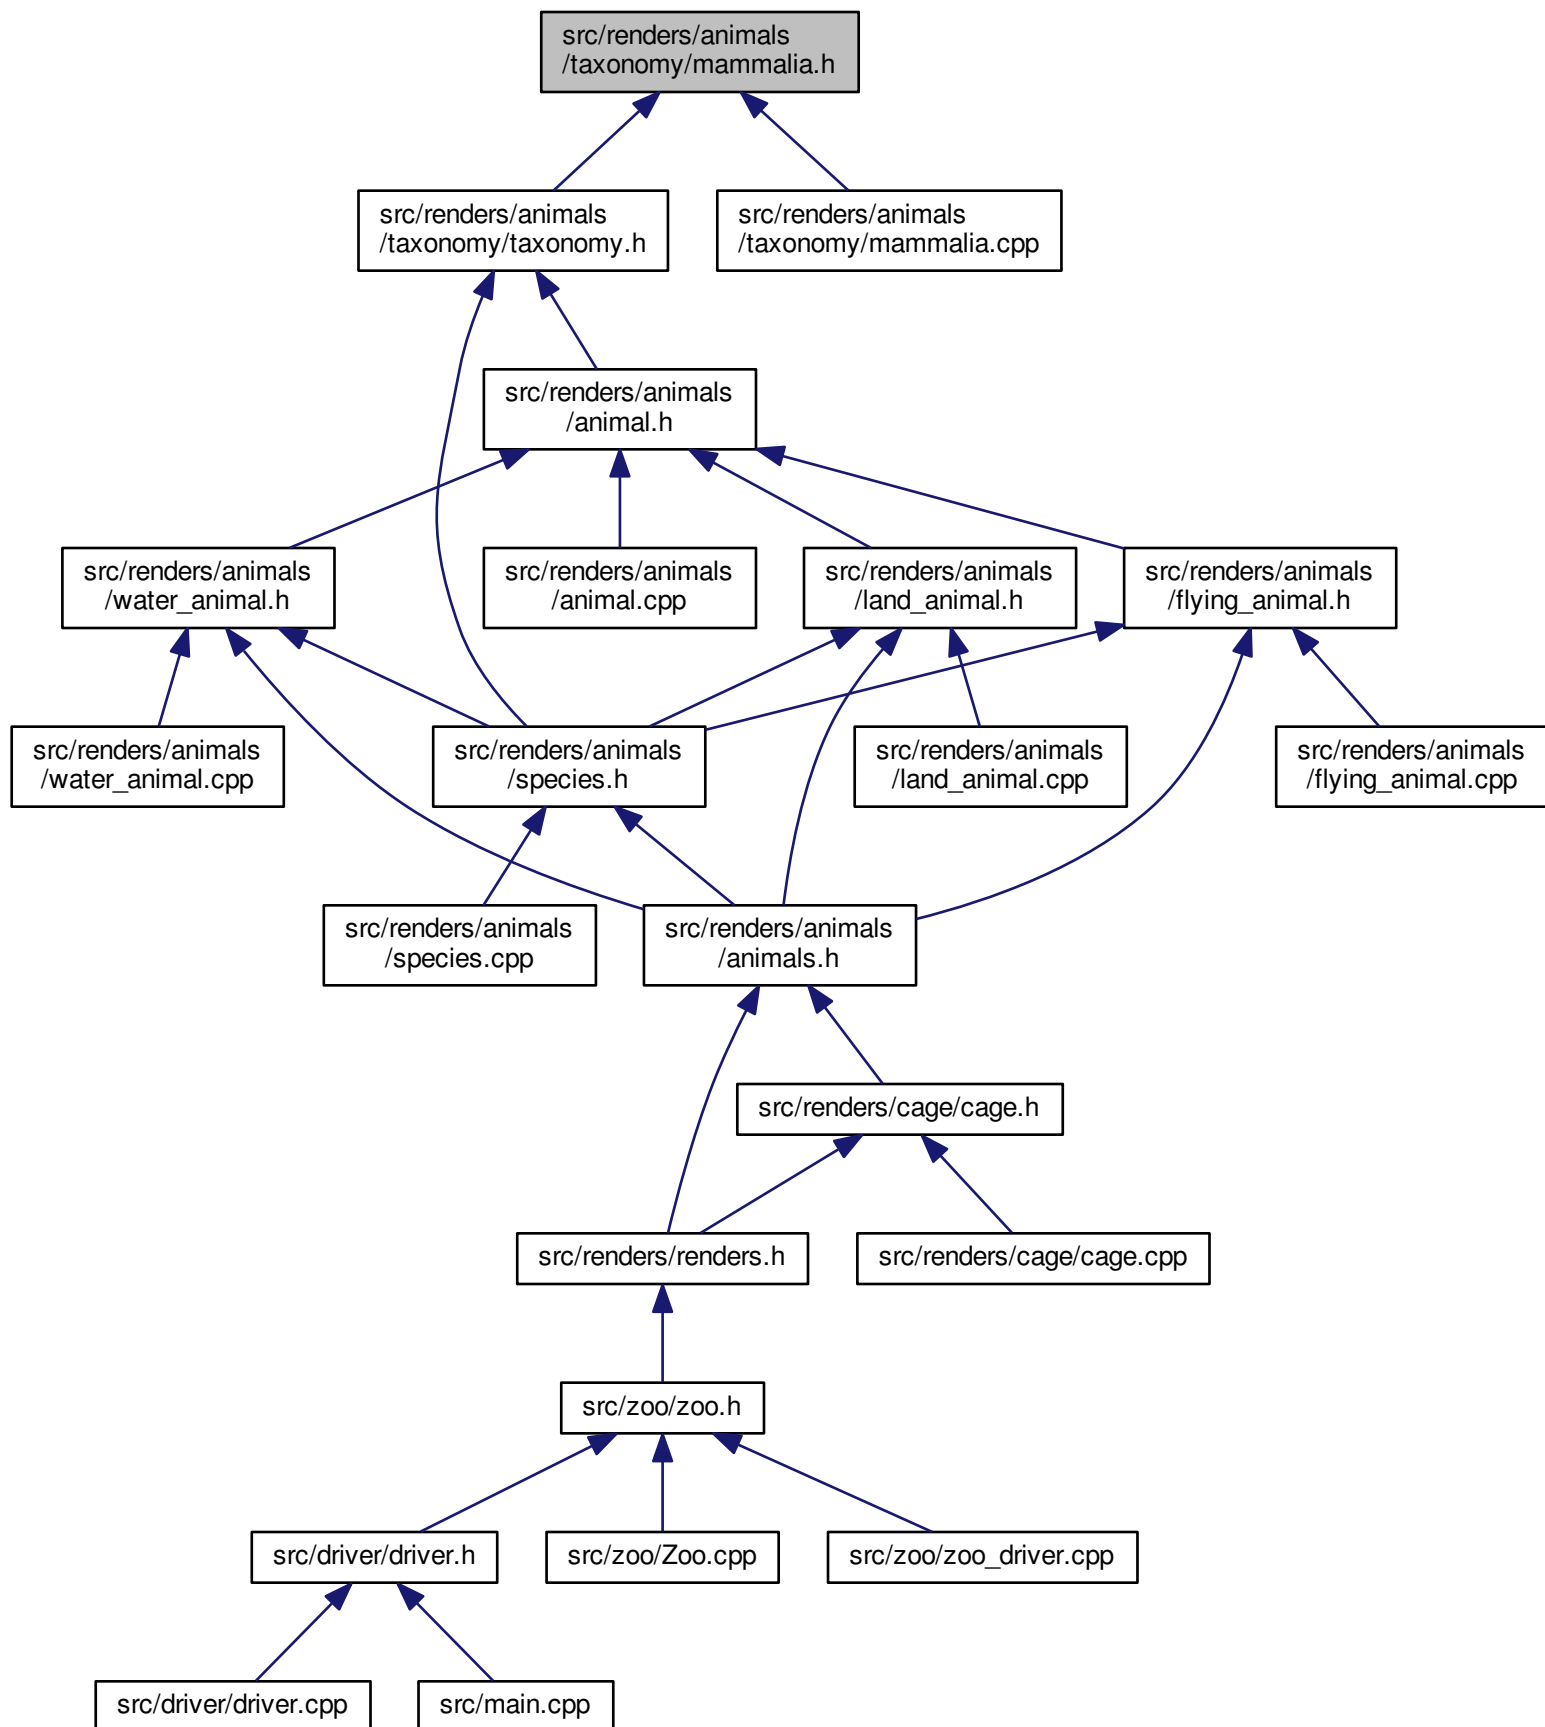 src/renders/animals
/taxonomy/mammalia.h
src/renders/animals
/taxonomy/taxonomy.h
src/renders/animals
/taxonomy/mammalia.cpp
src/renders/animals
/animal.h
src/renders/animals
/water_animal.h
src/renders/animals
/animal.cpp
src/renders/animals
/land_animal.h
src/renders/animals
/flying_animal.h
src/renders/animals
/water_animal.cpp
src/renders/animals
/species.h
src/renders/animals
/land_animal.cpp
src/renders/animals
/flying_animal.cpp
src/renders/animals
/species.cpp
src/renders/animals
/animals.h
src/renders/cage/cage.h
src/renders/renders.h
src/renders/cage/cage.cpp
src/zoo/zoo.h
src/driver/driver.h
src/zoo/Zoo.cpp
src/zoo/zoo_driver.cpp
src/driver/driver.cpp
src/main.cpp